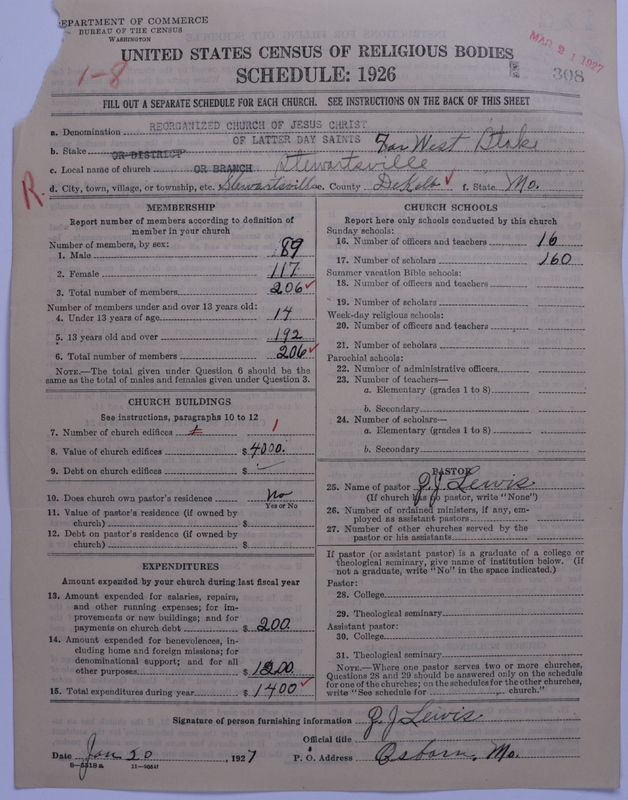 DEPARTMENT OF COMMERCE
BUREAU OF THE CENSUS
WASHINGTON
UNITED STATES CENSUS OF RELIGIOUS BODIES
MAR 21 1927
1-8
SCHEDULE: 1926
308
FILL OUT A SEPARATE SCHEDULE FOR EACH CHURCH. SEE INSTRUCTIONS ON THE BACK OF THIS SHEET
a. Denomination REORGANIZED CHURCH OF JESUS CHRIST
OF LATTER DAY SAINTS
b. Stake OR DISTRICT Far West Stake
c. Local name of church OR BRANCH Stewartsville
R.
d. City, town, village, or township, etc. Stewartsville e. County DeKalb ✓ f. State Mo.
MEMBERSHIP
Report number of members according to definition of
member in your church
Number of members, by sex:
1. Male 89
2. Female 117
3. Total number of members 206 ✓
Number of members under and over 13 years old:
4. Under 13 years of age 14
5. 13 years old and over 192
6. Total number of members 206 ✓
NOTE.—The total given under Question 6 should be the
same as the total of males and females given under Question 3.
CHURCH BUILDINGS
See instructions, paragraphs 10 to 12
7. Number of church edifices 1 1
8. Value of church edifices $ 4000.
9. Debt on church edifices $
10. Does church own pastor's residence No
Yes or No
11. Value of pastor's residence (if owned by
church) $
12. Debt on pastor's residence (if owned by
church) $
EXPENDITURES
Amount expended by your church during last fiscal year
13. Amount expended for salaries, repairs,
and other running expenses; for im-
provements or new buildings; and for
payments on church debt $ 200.
14. Amount expended for benevolences, in-
cluding home and foreign missions; for
denominational support; and for all
other purposes $ 1200
15. Total expenditures during year $ 1400 ✓
CHURCH SCHOOLS
Report here only schools conducted by this church
Sunday schools:
16. Number of officers and teachers 16
17. Number of scholars 160
Summer vacation Bible schools:
18. Number of officers and teachers
19. Number of scholars
Week-day religious schools:
20. Number of officers and teachers
21. Number of scholars
Parochial schools:
22. Number of administrative officers
23. Number of teachers—
a. Elementary (grades 1 to 8)
b. Secondary
24. Number of scholars—
a. Elementary (grades 1 to 8)
b. Secondary
PASTOR
25. Name of pastor J. J. Lewis
(If church has no pastor, write "None")
26. Number of ordained ministers, if any, em-
ployed as assistant pastors
27. Number of other churches served by the
pastor or his assistants
If pastor (or assistant pastor) is a graduate of a college or
theological seminary, give name of institution below. (If
not a graduate, write "No" in the space indicated.)
Pastor:
28. College
29. Theological seminary
Assistant pastor:
30. College
31. Theological seminary
NOTE.—Where one pastor serves two or more churches,
Questions 28 and 29 should be answered only on the schedule
for one of the churches; on the schedules for the other churches,
write "See schedule for church."
Signature of person furnishing information J. J. Lewis
Official title
Date Jan 20, 1927 P. O. Address Osborn, Mo.